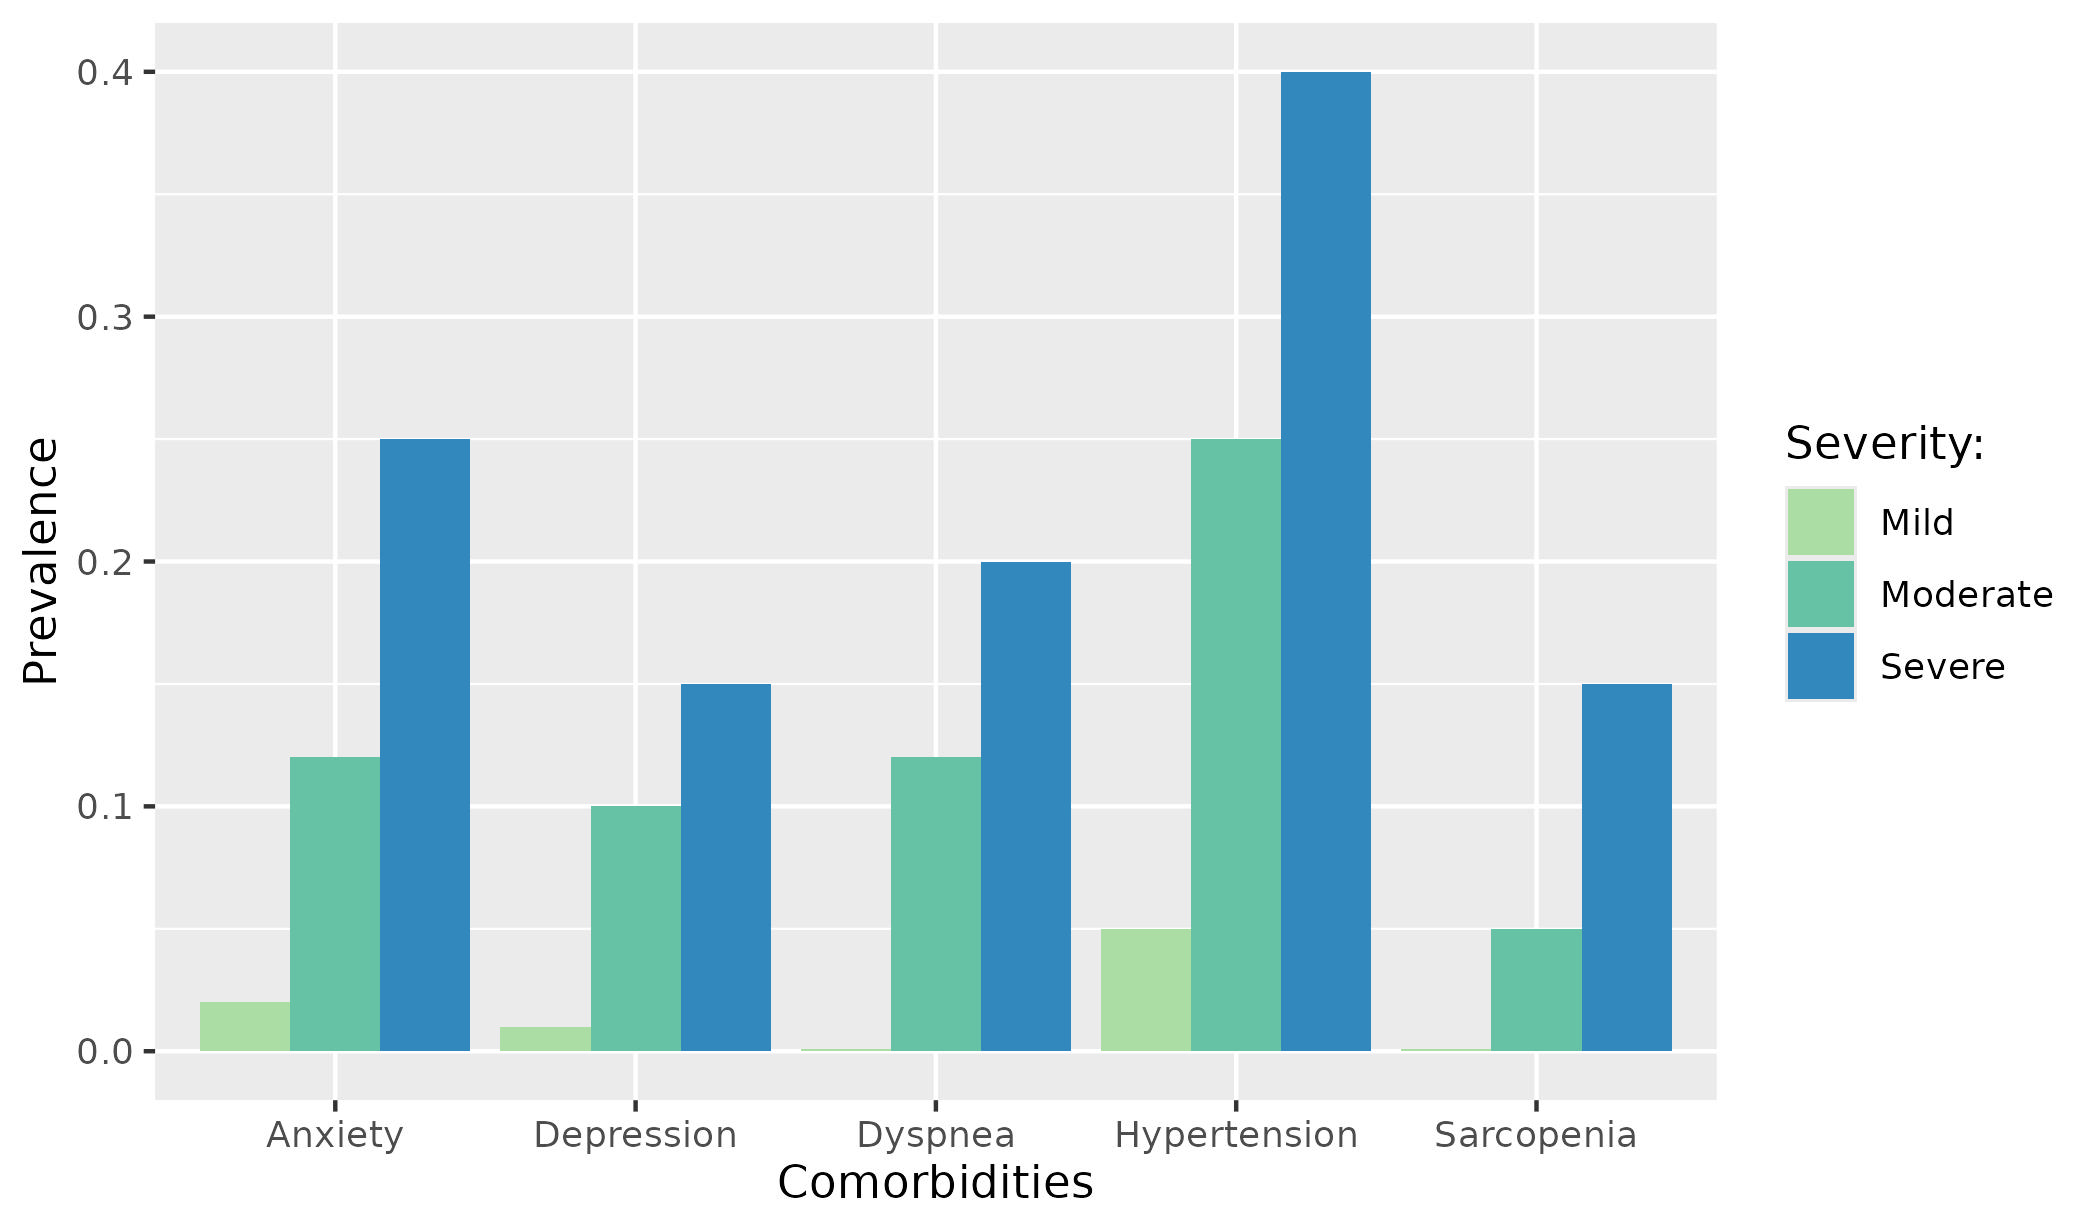 Prevalence
0.4
0.3
0.2
0.1
0.0
Anxiety Depression Dyspnea Hypertension Sarcopenia
Comorbidities
Severity:
Mild
Moderate
Severe